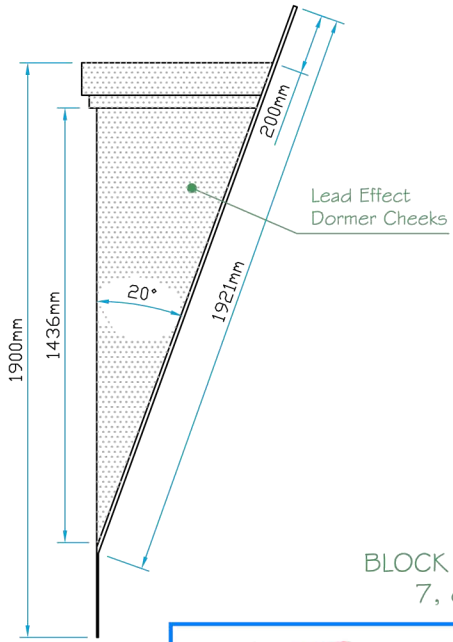 200mm
Lead Effect
Dormer Cheeks
20°
1921mm
1436mm
1900mm
BLOCK
7,